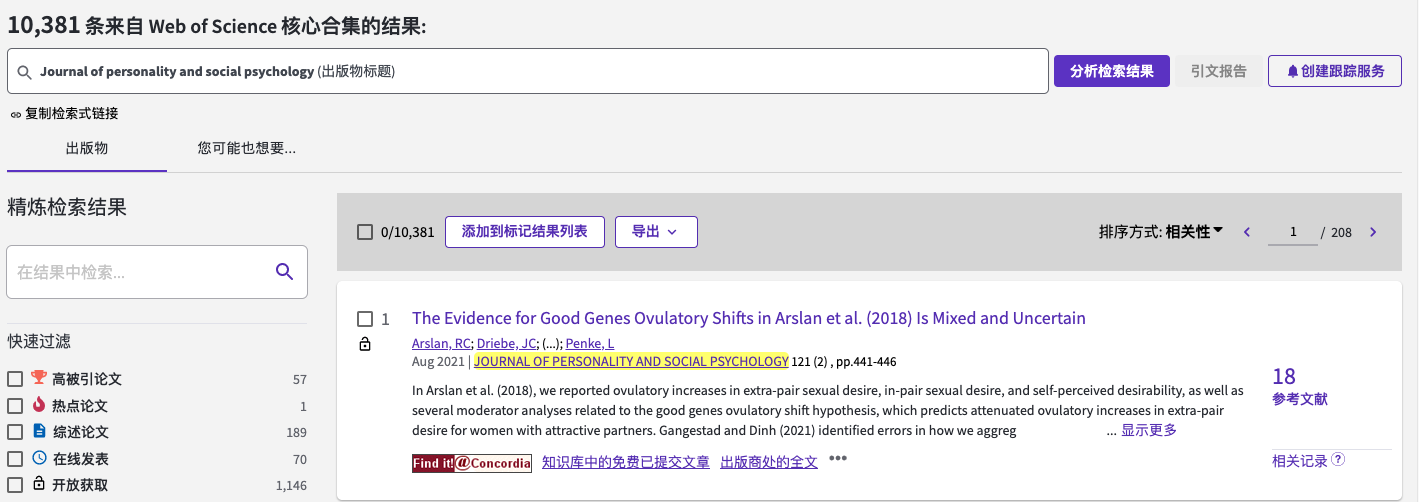 10,381 条来自 Web of Science 核心合集的结果:
Journal of personality and social psychology (出版物标题)
分析检索结果
引文报告
创建跟踪服务
复制检索式链接
出版物
您可能也想要...
精炼检索结果
在结果中检索...
快速过滤
高被引论文 57
热点论文 1
综述论文 189
在线发表 70
开放获取 1,146
0/10,381
添加到标记结果列表
导出
排序方式: 相关性
1 / 208
1
The Evidence for Good Genes Ovulatory Shifts in Arslan et al. (2018) Is Mixed and Uncertain
Arslan, RC; Driebe, JC; (...); Penke, L
Aug 2021 | JOURNAL OF PERSONALITY AND SOCIAL PSYCHOLOGY 121 (2) , pp.441-446
In Arslan et al. (2018), we reported ovulatory increases in extra-pair sexual desire, in-pair sexual desire, and self-perceived desirability, as well as
several moderator analyses related to the good genes ovulatory shift hypothesis, which predicts attenuated ovulatory increases in extra-pair
desire for women with attractive partners. Gangestad and Dinh (2021) identified errors in how we aggreg ... 显示更多
Find it!@Concordia 知识库中的免费已提交文章 出版商处的全文 •••
18
参考文献
相关记录 ?